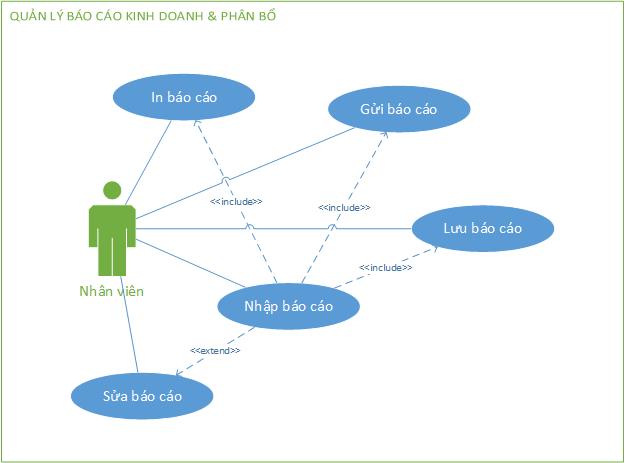 QUẢN LÝ BÁO CÁO KINH DOANH & PHÂN BỔ
In báo cáo
Gửi báo cáo
<<include>>
<<include>>
Lưu báo cáo
<<include>>
Nhân viên
Nhập báo cáo
<<extend>>
Sửa báo cáo